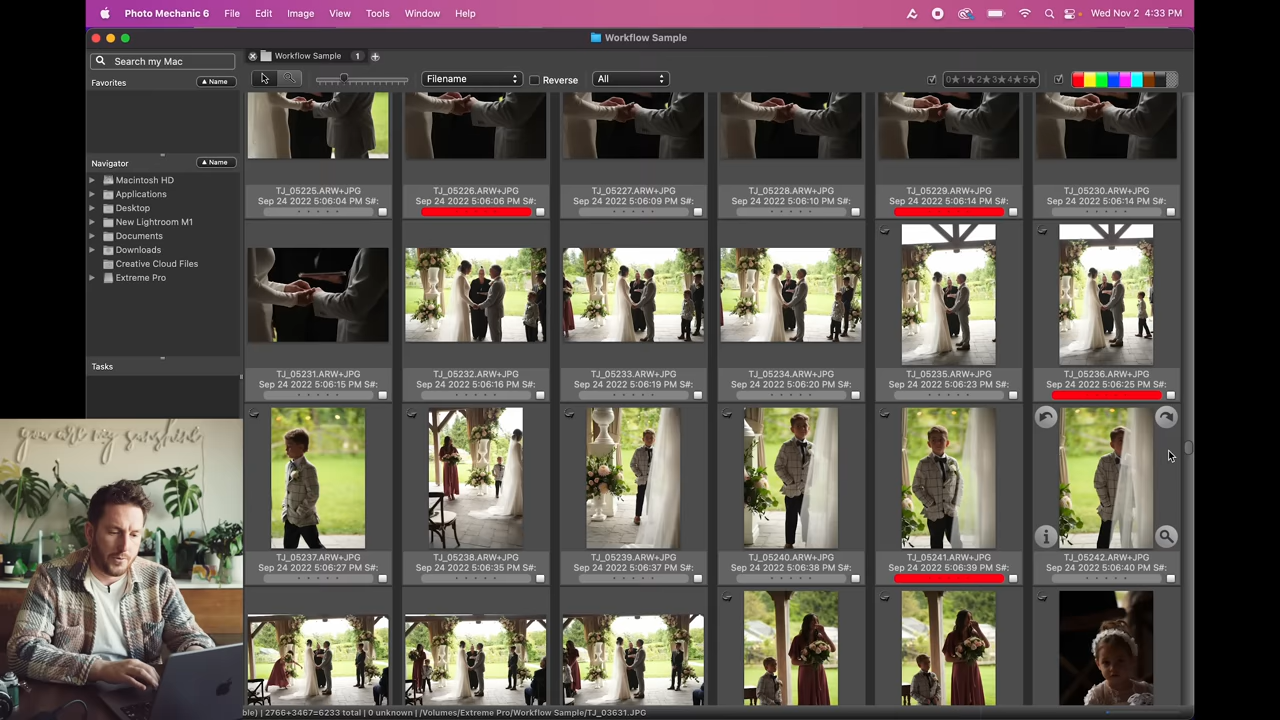 Photo Mechanic 6 File Edit Image View Tools Window Help Wed Nov 2 4:33 PM
Workflow Sample
Search my Mac Workflow Sample 1
Favorites Name Filename Reverse All 0★1★2★3★4★5★
Navigator Name
Macintosh HD
Applications
Desktop
New Lightroom M1
Documents
Downloads
Creative Cloud Files
Extreme Pro
Tasks
TJ_05225.ARW+JPG TJ_05226.ARW+JPG TJ_05227.ARW+JPG TJ_05228.ARW+JPG TJ_05229.ARW+JPG TJ_05230.ARW+JPG
Sep 24 2022 5:06:04 PM S#: Sep 24 2022 5:06:06 PM S#: Sep 24 2022 5:06:09 PM S#: Sep 24 2022 5:06:10 PM S#: Sep 24 2022 5:06:14 PM S#: Sep 24 2022 5:06:14 PM S#:
TJ_05231.ARW+JPG TJ_05232.ARW+JPG TJ_05233.ARW+JPG TJ_05234.ARW+JPG TJ_05235.ARW+JPG TJ_05236.ARW+JPG
Sep 24 2022 5:06:15 PM S#: Sep 24 2022 5:06:16 PM S#: Sep 24 2022 5:06:19 PM S#: Sep 24 2022 5:06:20 PM S#: Sep 24 2022 5:06:23 PM S#: Sep 24 2022 5:06:25 PM S#:
TJ_05237.ARW+JPG TJ_05238.ARW+JPG TJ_05239.ARW+JPG TJ_05240.ARW+JPG TJ_05241.ARW+JPG TJ_05242.ARW+JPG
Sep 24 2022 5:06:27 PM S#: Sep 24 2022 5:06:35 PM S#: Sep 24 2022 5:06:37 PM S#: Sep 24 2022 5:06:38 PM S#: Sep 24 2022 5:06:39 PM S#: Sep 24 2022 5:06:40 PM S#:
you are my sunshine
ble) | 2766+3467=6233 total | 0 unknown | /Volumes/Extreme Pro/Workflow Sample/TJ_03631.JPG